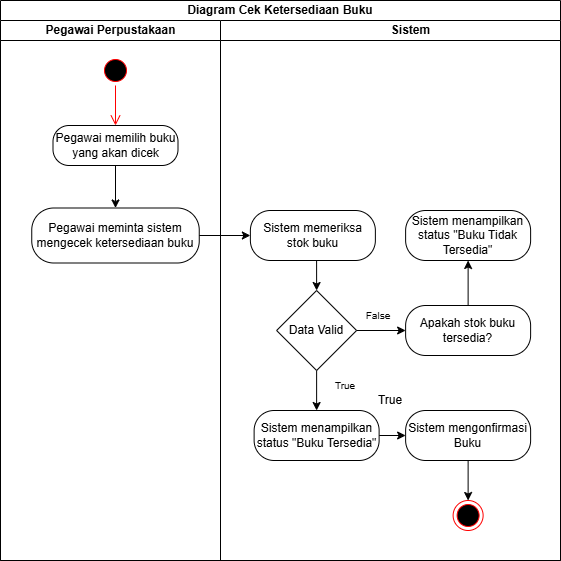 Diagram Cek Ketersediaan Buku
Pegawai Perpustakaan
Sistem
Pegawai memilih buku
yang akan dicek
Pegawai meminta sistem
mengecek ketersediaan buku
Sistem memeriksa
stok buku
Sistem menampilkan
status "Buku Tidak
Tersedia"
Data Valid
False
Apakah stok buku
tersedia?
True
True
Sistem menampilkan
status "Buku Tersedia"
Sistem mengonfirmasi
Buku